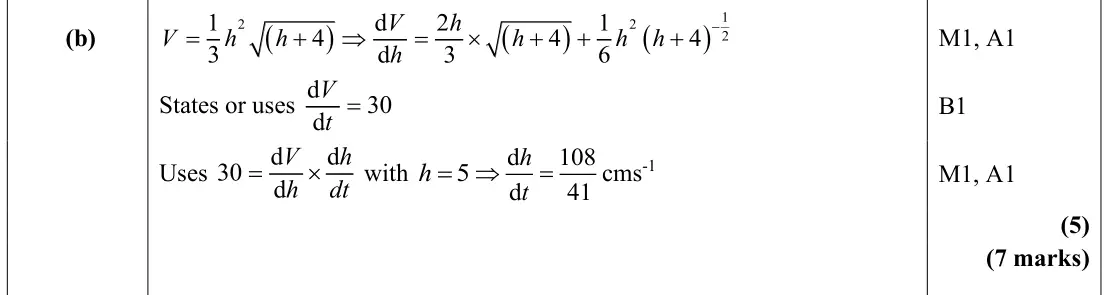 (b) V = 1/3 h² √(h + 4) ⇒ dV/dh = 2h/3 × √(h + 4) + 1/6 h² (h + 4)^(-1/2) M1, A1
States or uses dV/dt = 30 B1
Uses 30 = dV/dh × dh/dt with h = 5 ⇒ dh/dt = 108/41 cms⁻¹ M1, A1
(5)
(7 marks)